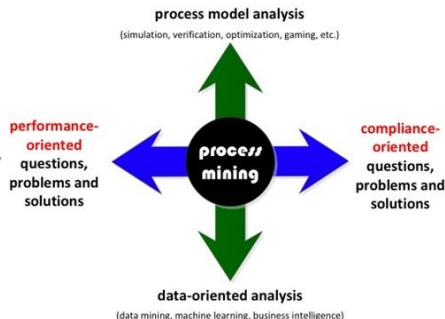 process model analysis
(simulation, verification, optimization, gaming, etc.)
performance-
oriented
questions,
problems and
solutions
process
mining
compliance-
oriented
questions,
problems and
solutions
data-oriented analysis
(data mining, machine learning, business intelligence)